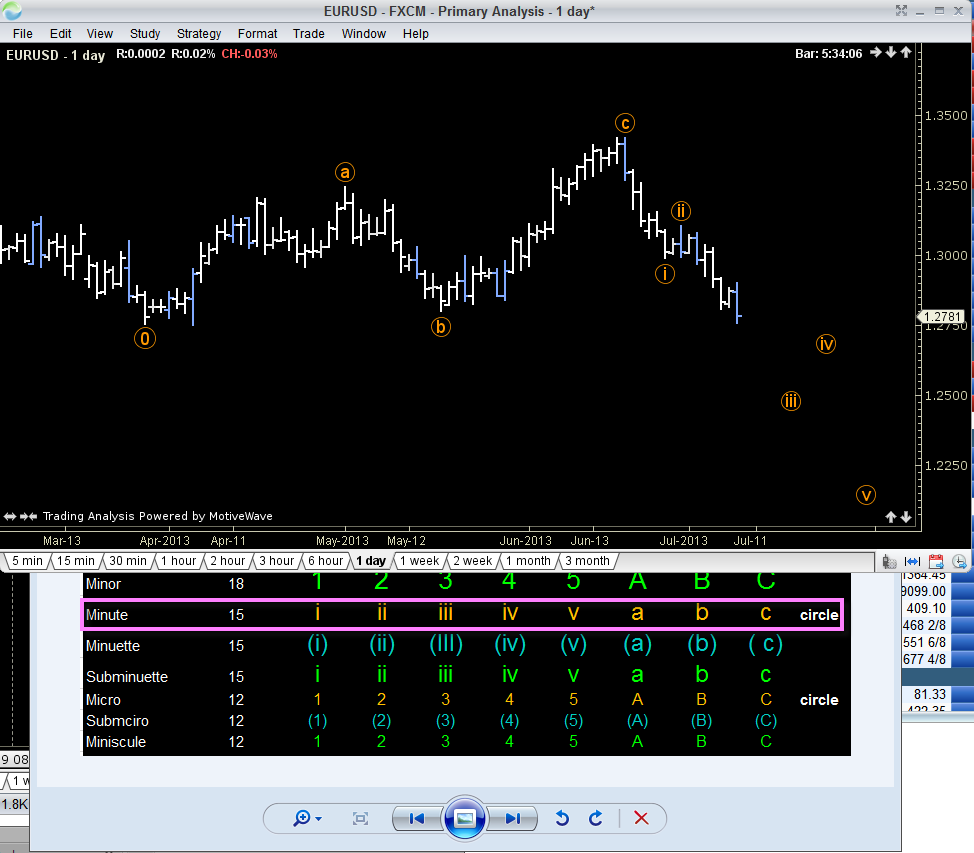 EURUSD - FXCM - Primary Analysis - 1 day*
File Edit View Study Strategy Format Trade Window Help
EURUSD - 1 day R:0.0002 R:0.02% CH:-0.03% Bar: 5:34:06
1.3500
c
a
1.3250
ii
1.3000
i
1.2781
1.2750
b
0
iv
1.2500
iii
1.2250
v
Trading Analysis Powered by MotiveWave
Mar-13 Apr-2013 Apr-11 May-2013 May-12 Jun-2013 Jun-13 Jul-2013 Jul-11
5 min 15 min 30 min 1 hour 2 hour 3 hour 6 hour 1 day 1 week 2 week 1 month 3 month
Minor 18 1 2 3 4 5 A B C
Minute 15 i ii iii iv v a b c circle
Minuette 15 (i) (ii) (III) (iv) (v) (a) (b) ( c)
Subminuette 15 i ii iii iv v a b c
Micro 12 1 2 3 4 5 A B C circle
Submciro 12 (1) (2) (3) (4) (5) (A) (B) (C)
Miniscule 12 1 2 3 4 5 A B C
1364.45
9099.00
409.10
468 2/8
551 6/8
677 4/8
81.33
9 08
1 w
1.8K